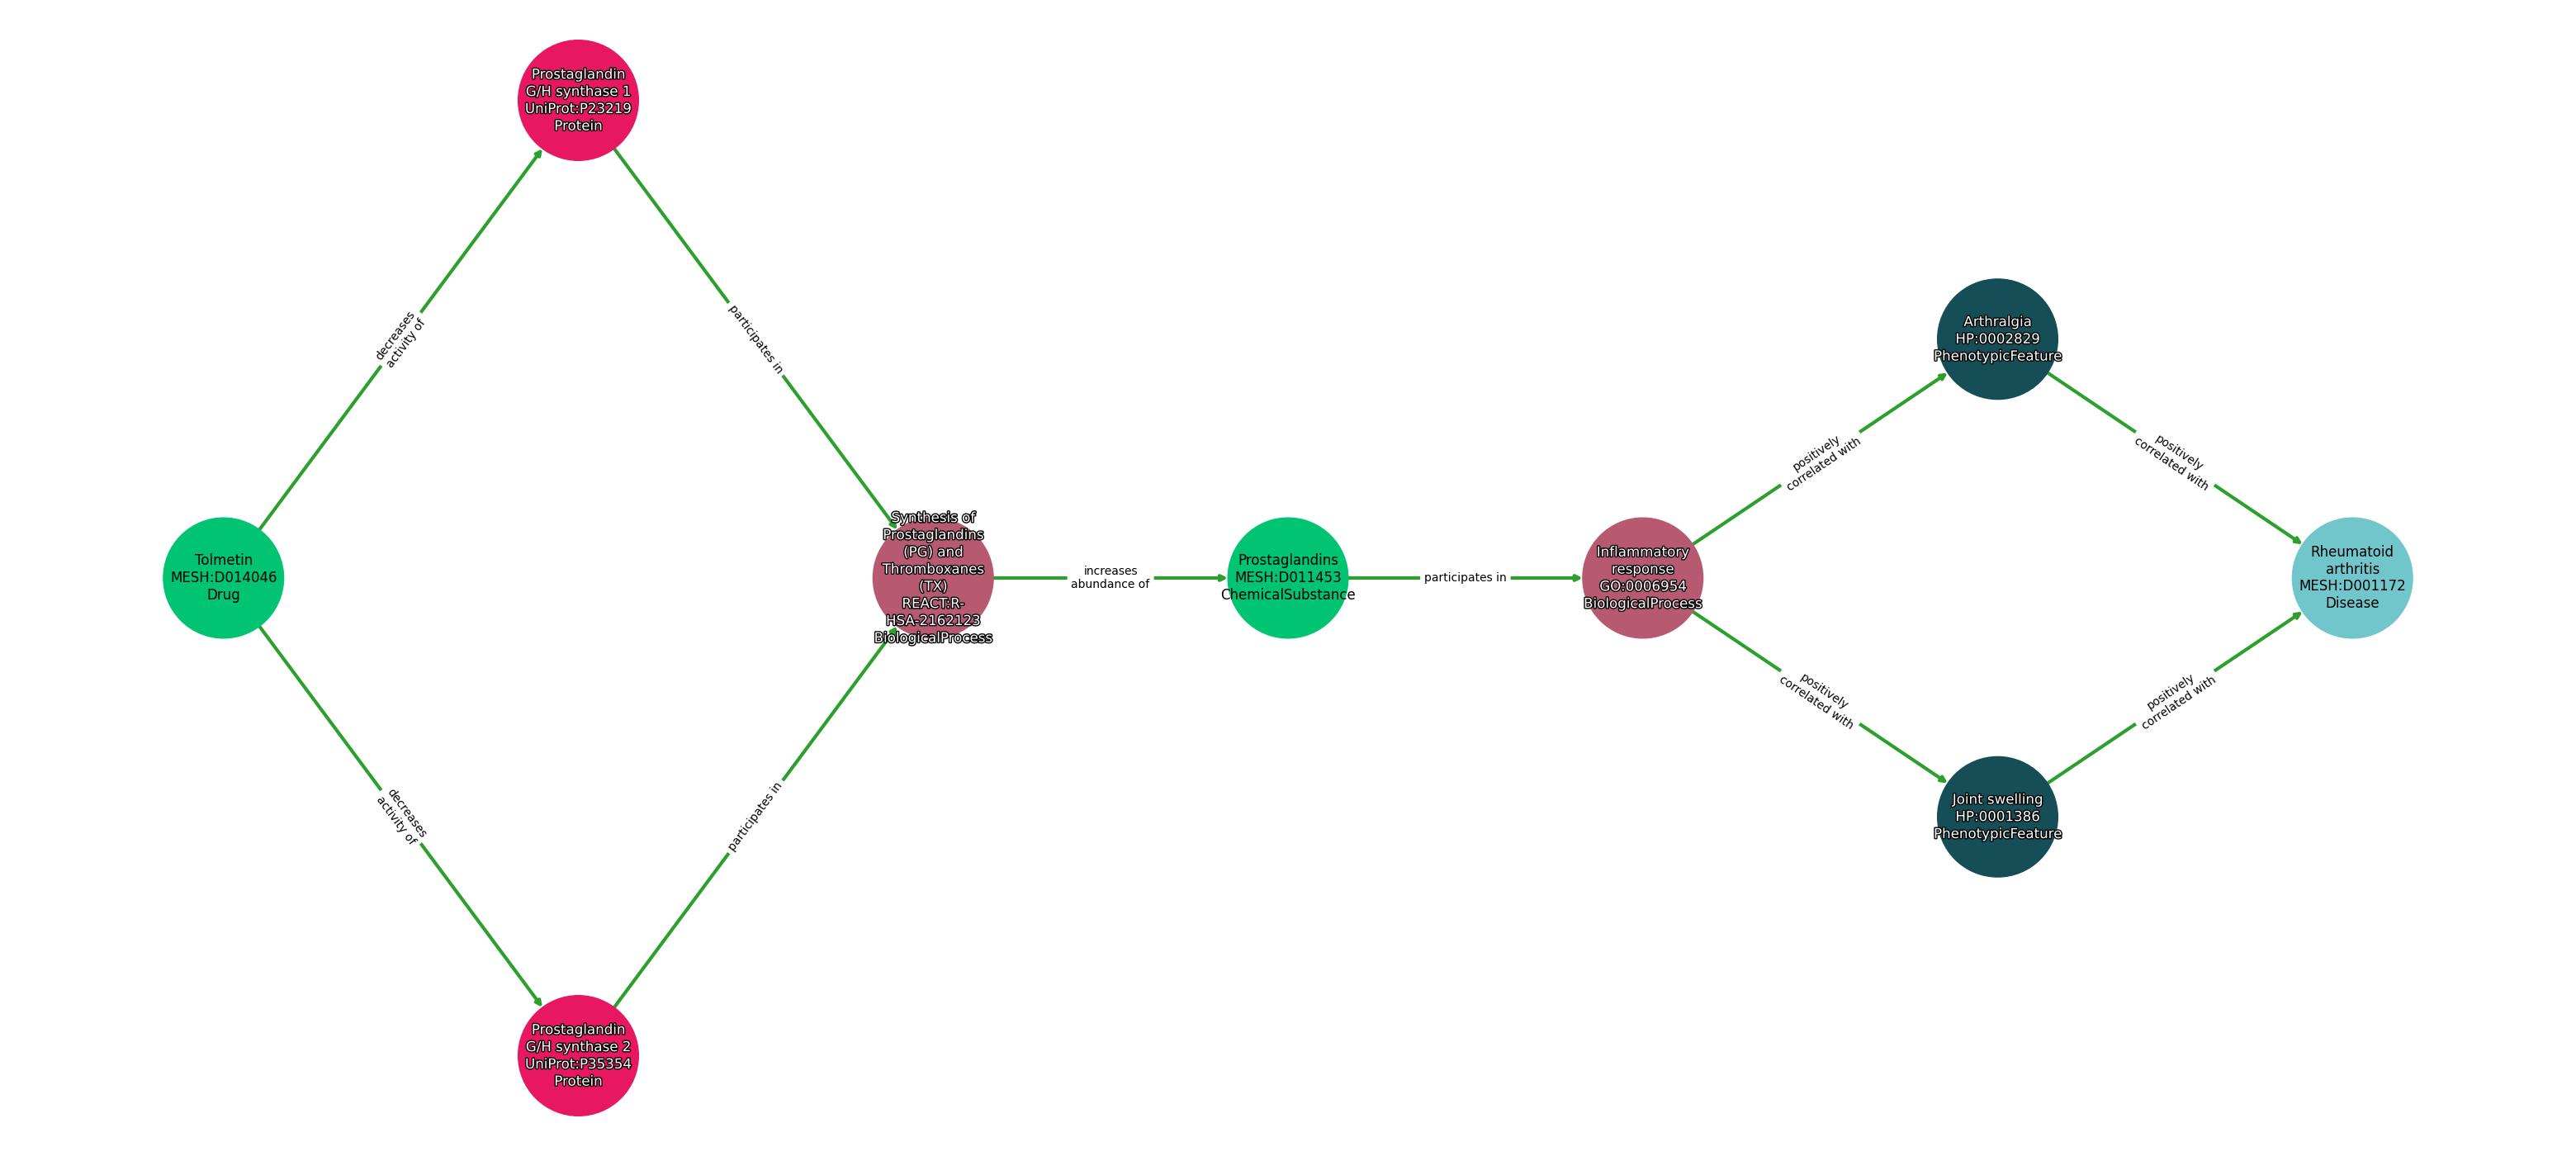 Prostaglandin
G/H synthase 1
UniProt:P23219
Protein
decreases
activity of
participates in
Arthralgia
HP:0002829
PhenotypicFeature
positively
correlated with
positively
correlated with
Tolmetin
MESH:D014046
Drug
Synthesis of
Prostaglandins
(PG) and
Thromboxanes
(TX)
REACT:R-
HSA-2162123
BiologicalProcess
increases
abundance of
Prostaglandins
MESH:D011453
ChemicalSubstance
participates in
Inflammatory
response
GO:0006954
BiologicalProcess
Rheumatoid
arthritis
MESH:D001172
Disease
positively
correlated with
positively
correlated with
decreases
activity of
participates in
Joint swelling
HP:0001386
PhenotypicFeature
Prostaglandin
G/H synthase 2
UniProt:P35354
Protein